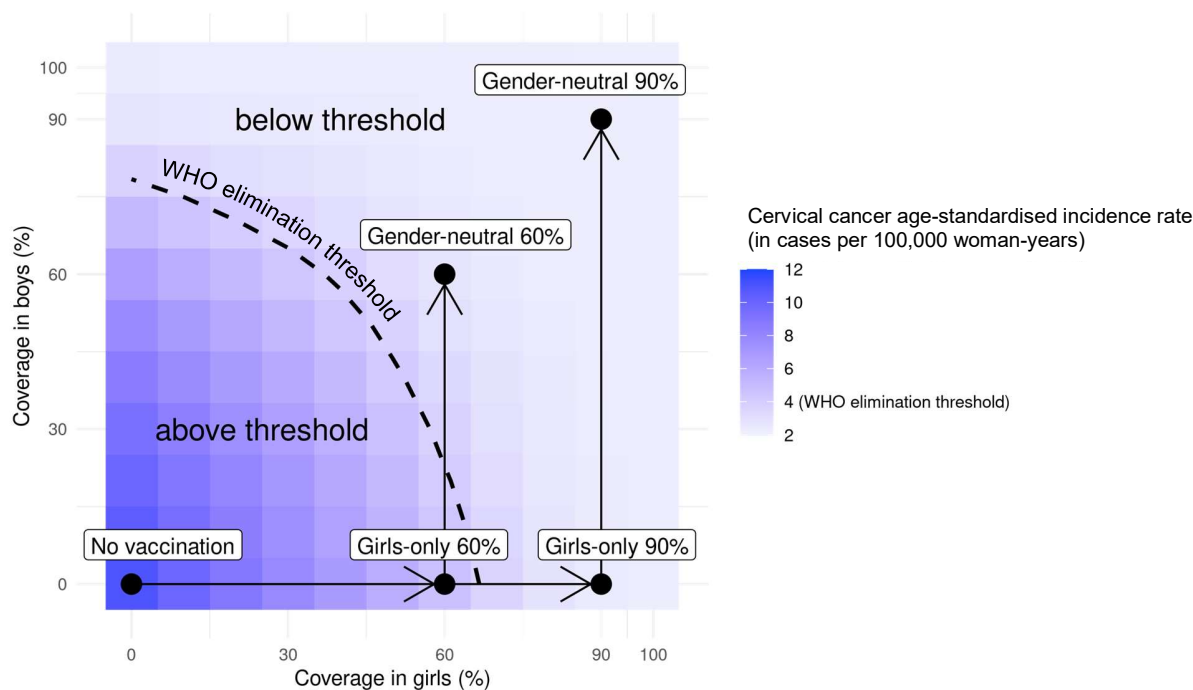 100
90
60
30
0
Coverage in boys (%)
Gender-neutral 90%
below threshold
WHO elimination threshold
Gender-neutral 60%
above threshold
No vaccination
Girls-only 60%
Girls-only 90%
0
30
60
90
100
Coverage in girls (%)
Cervical cancer age-standardised incidence rate
(in cases per 100,000 woman-years)
12
10
8
6
4 (WHO elimination threshold)
2